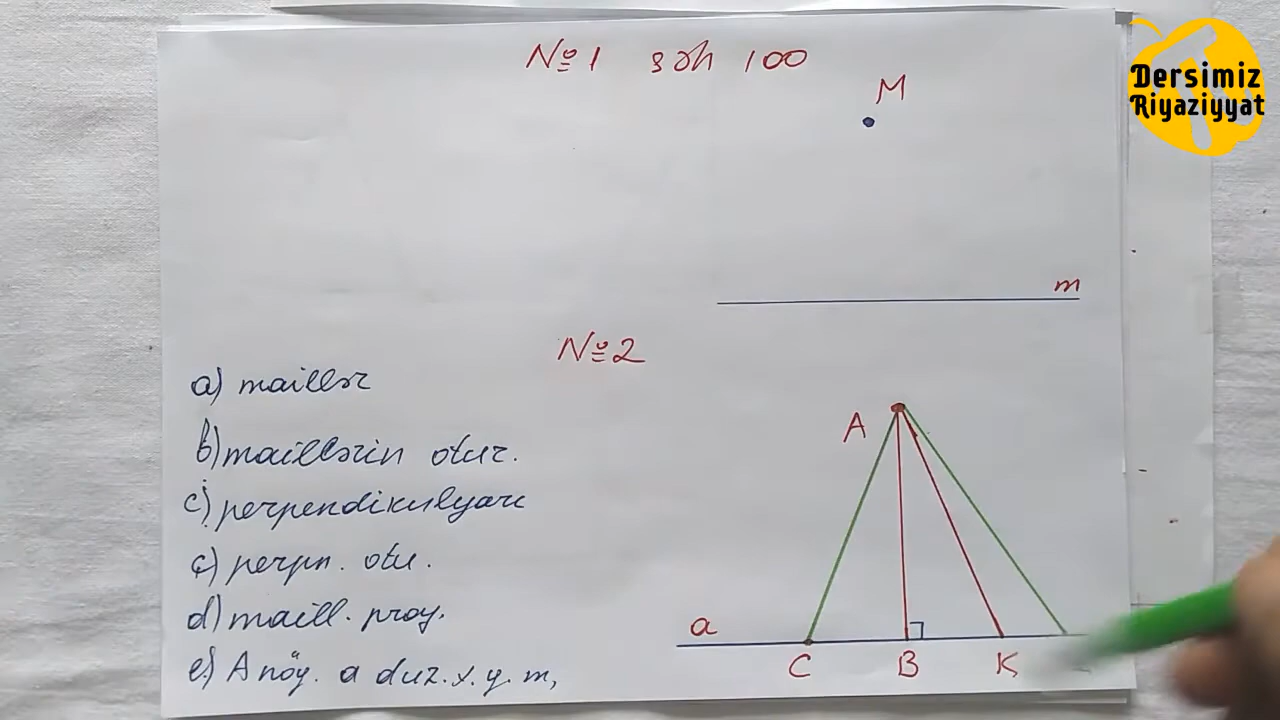 №1 səh 100
Dersimiz
Riyaziyyat
M
m
№2
a) maillər
b) maillərin otur.
c) perpendikulyarı
ç) perpn. otu.
d) maill. proy.
e) A nöq. a düz. x. q. m,
A
a
C B K